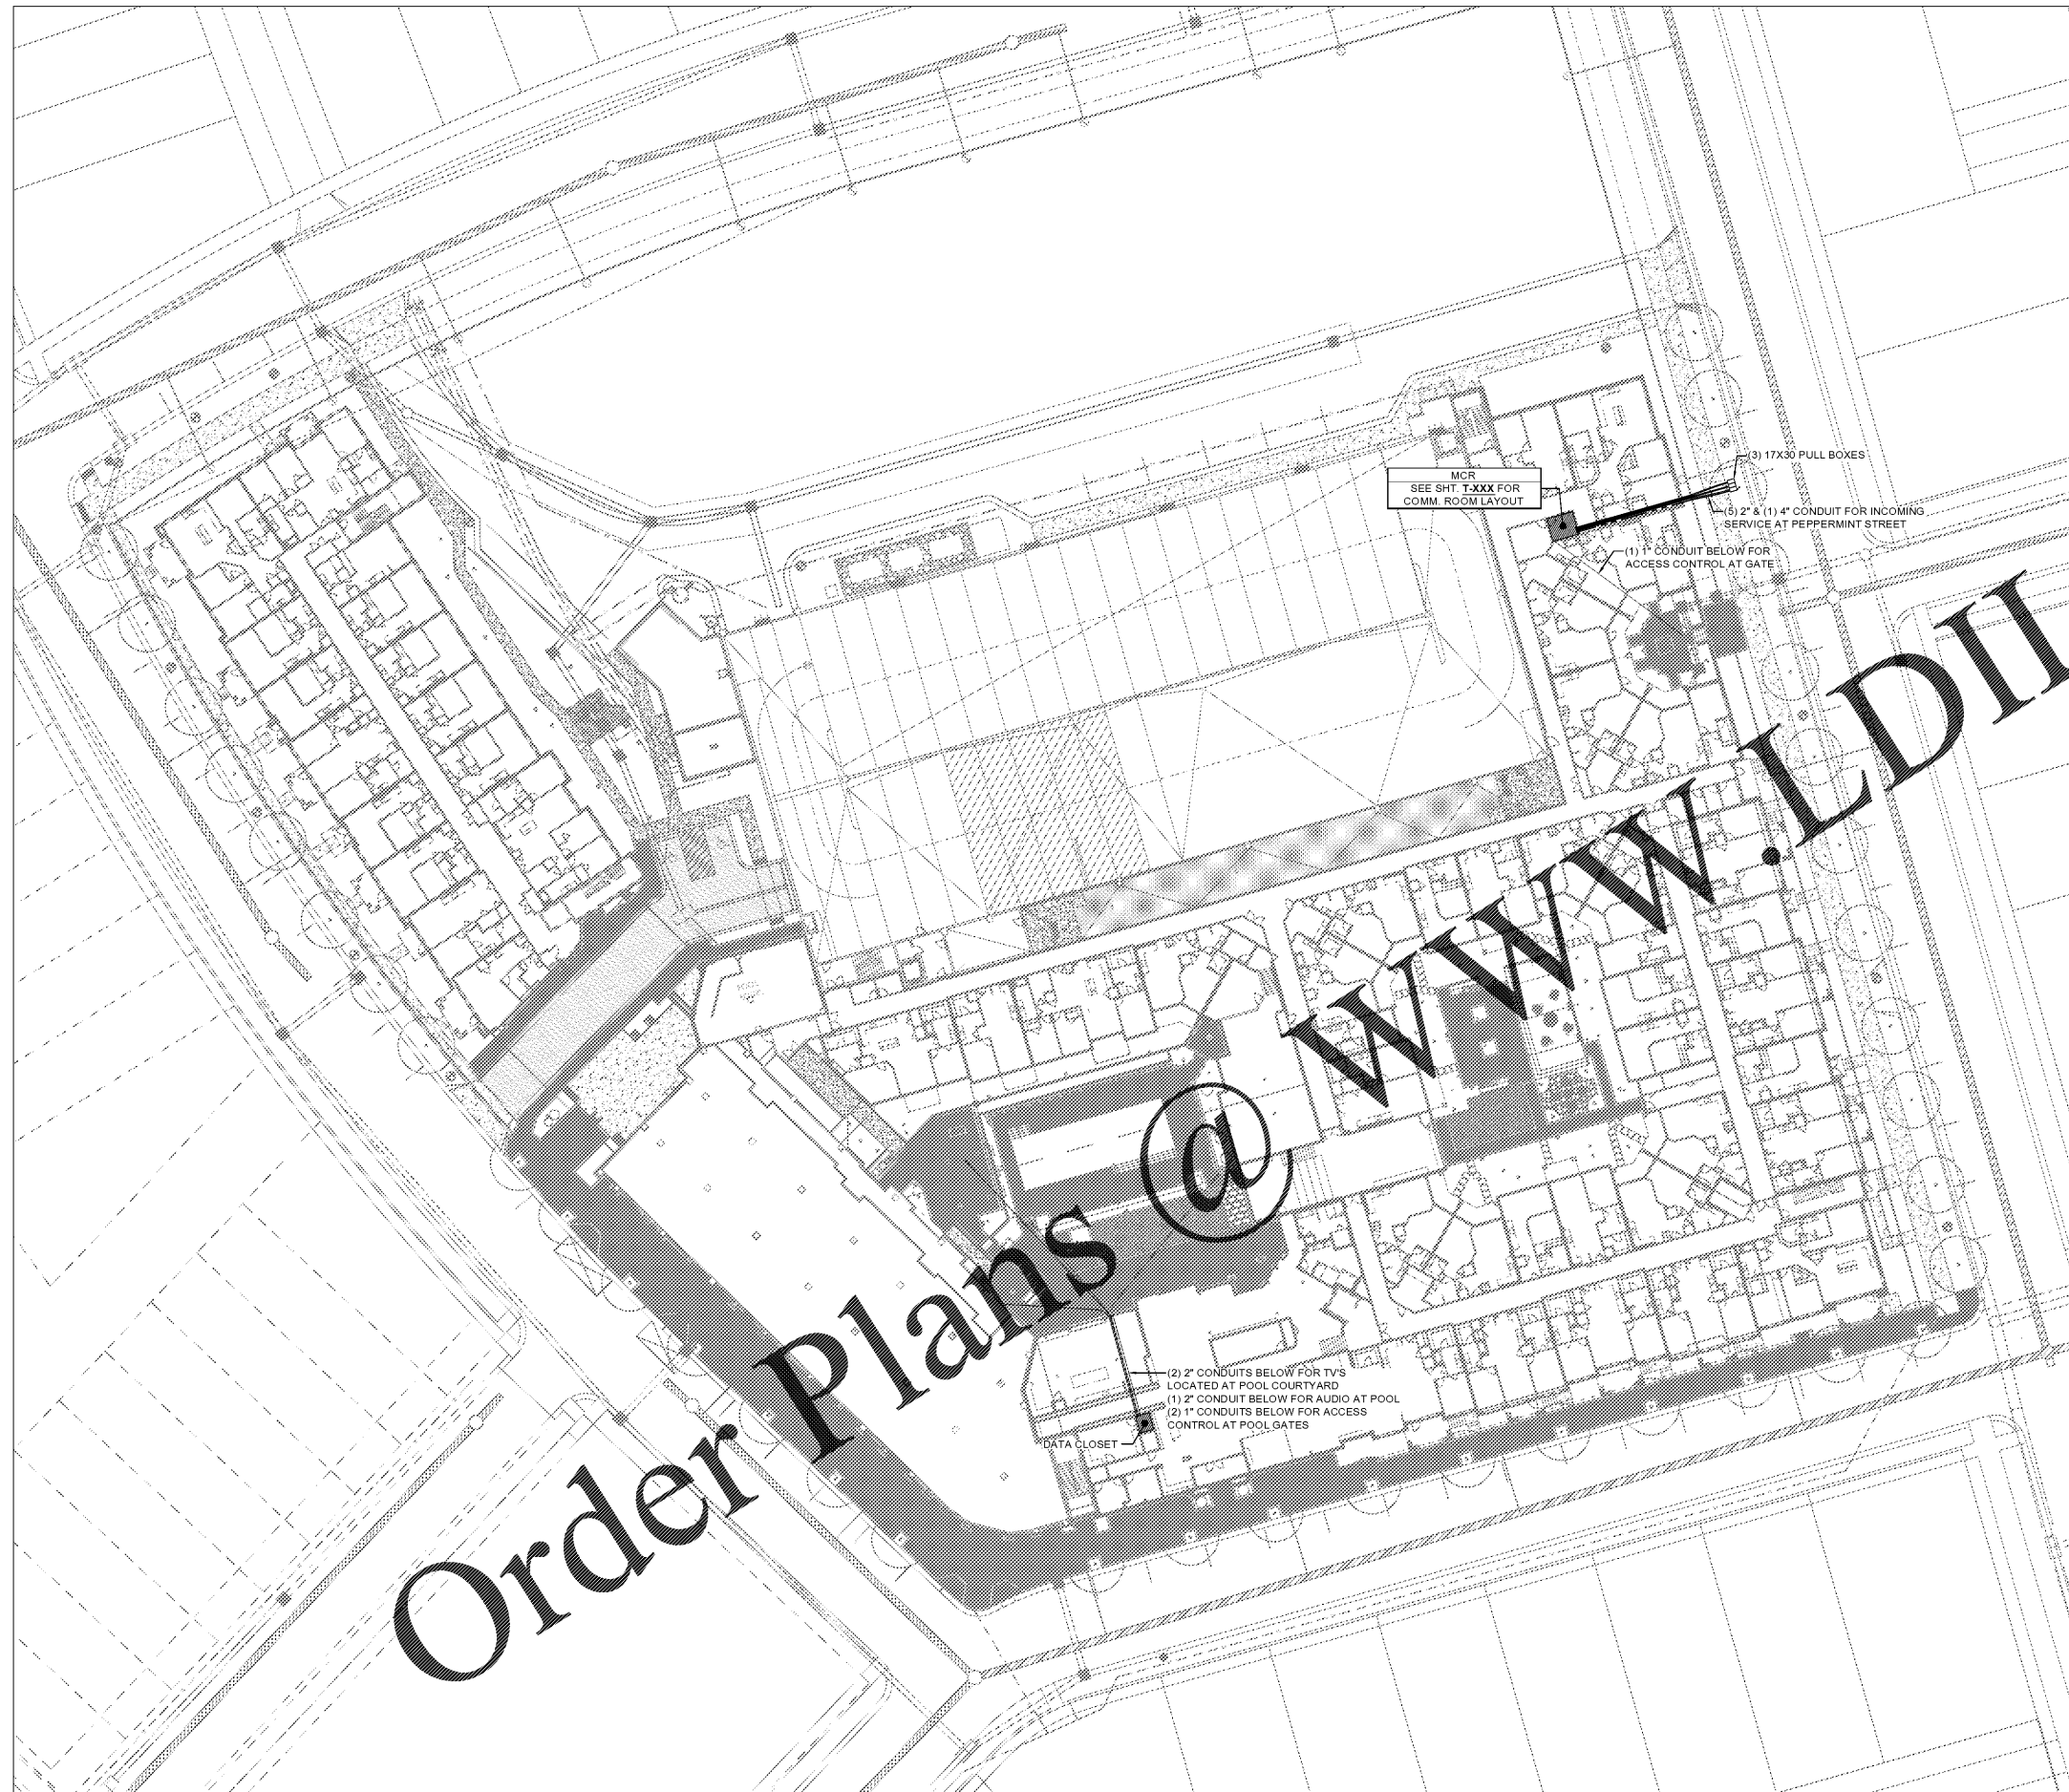 (3) 17X30 PULL BOXES
MCR
SEE SHT. T-XXX FOR
COMM. ROOM LAYOUT
(5) 2" & (1) 4" CONDUIT FOR INCOMING
SERVICE AT PEPPERMINT STREET
(1) 1" CONDUIT BELOW FOR
ACCESS CONTROL AT GATE
Order Plans @ WWW.LDII
(2) 2" CONDUITS BELOW FOR TV'S
LOCATED AT POOL COURTYARD
(1) 2" CONDUIT BELOW FOR AUDIO AT POOL
(2) 1" CONDUITS BELOW FOR ACCESS
CONTROL AT POOL GATES
DATA CLOSET